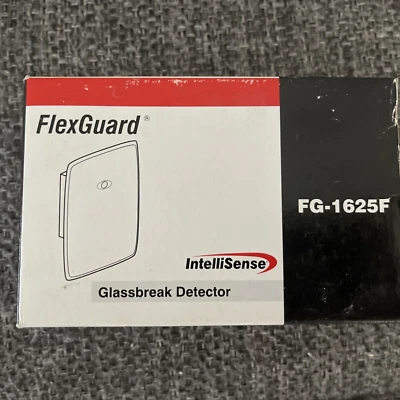 FlexGuard®
FG-1625F
IntelliSense
Glassbreak Detector